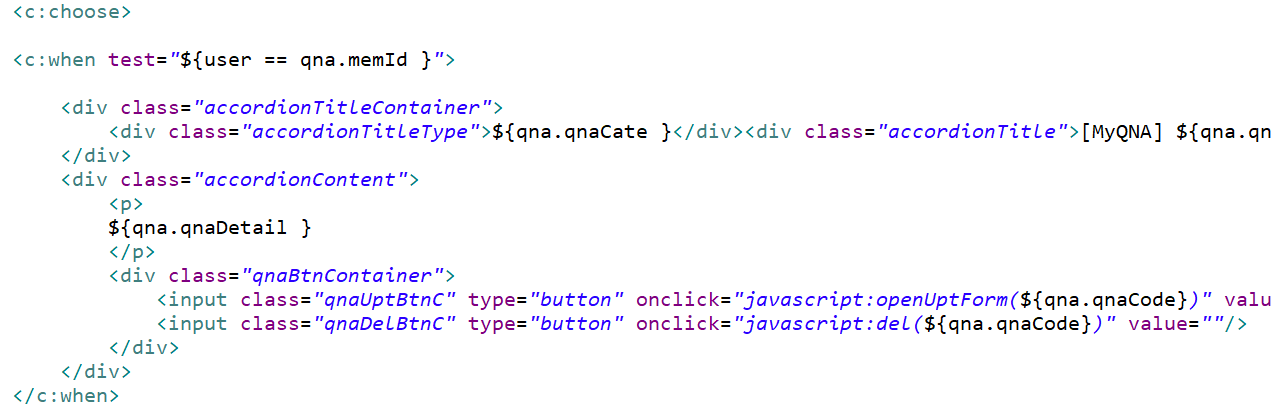 <c:choose>
<c:when test="${user == qna.memId }">
<div class="accordionTitleContainer">
<div class="accordionTitleType">${qna.qnaCate }</div><div class="accordionTitle">[MyQNA] ${qna.qn
</div>
<div class="accordionContent">
<p>
${qna.qnaDetail }
</p>
<div class="qnaBtnContainer">
<input class="qnaUptBtnC" type="button" onclick="javascript:openUptForm(${qna.qnaCode})" valu
<input class="qnaDelBtnC" type="button" onclick="javascript:del(${qna.qnaCode})" value=""/>
</div>
</div>
</c:when>